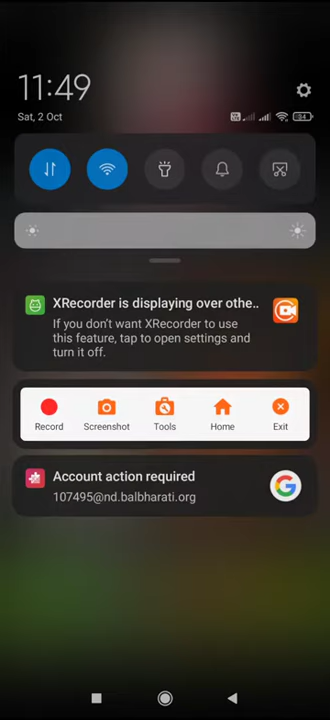 11:49
Sat, 2 Oct
XRecorder is displaying over othe..
If you don't want XRecorder to use
this feature, tap to open settings and
turn it off.
Record Screenshot Tools Home Exit
Account action required
107495@nd.balbharati.org